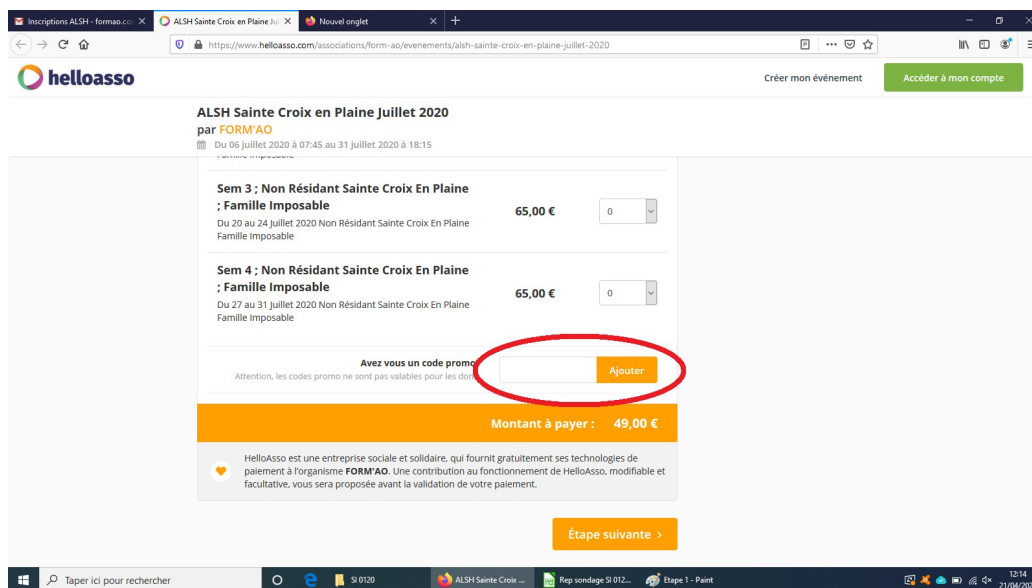 Inscriptions ALSH - formao.co
ALSH Sainte Croix en Plaine Jui
Nouvel onglet
https://www.helloasso.com/associations/form-ao/evenements/alsh-sainte-croix-en-plaine-juillet-2020
helloasso
Créer mon événement
Accéder à mon compte
ALSH Sainte Croix en Plaine Juillet 2020
par FORM'AO
Du 06 juillet 2020 à 07:45 au 31 juillet 2020 à 18:15
Famille Imposable
Sem 3 ; Non Résidant Sainte Croix En Plaine
; Famille Imposable
65,00 €
0
Du 20 au 24 Juillet 2020 Non Résidant Sainte Croix En Plaine
Famille Imposable
Sem 4 ; Non Résidant Sainte Croix En Plaine
; Famille Imposable
65,00 €
0
Du 27 au 31 Juillet 2020 Non Résidant Sainte Croix En Plaine
Famille Imposable
Avez vous un code promo
Attention, les codes promo ne sont pas valables pour les don
Ajouter
Montant à payer : 49,00 €
HelloAsso est une entreprise sociale et solidaire, qui fournit gratuitement ses technologies de
paiement à l'organisme FORM'AO. Une contribution au fonctionnement de HelloAsso, modifiable et
facultative, vous sera proposée avant la validation de votre paiement.
Étape suivante >
Taper ici pour rechercher
SI 0120
ALSH Sainte Croix ...
Rep sondage SI 012...
Etape 1 - Paint
12:14
21/04/20